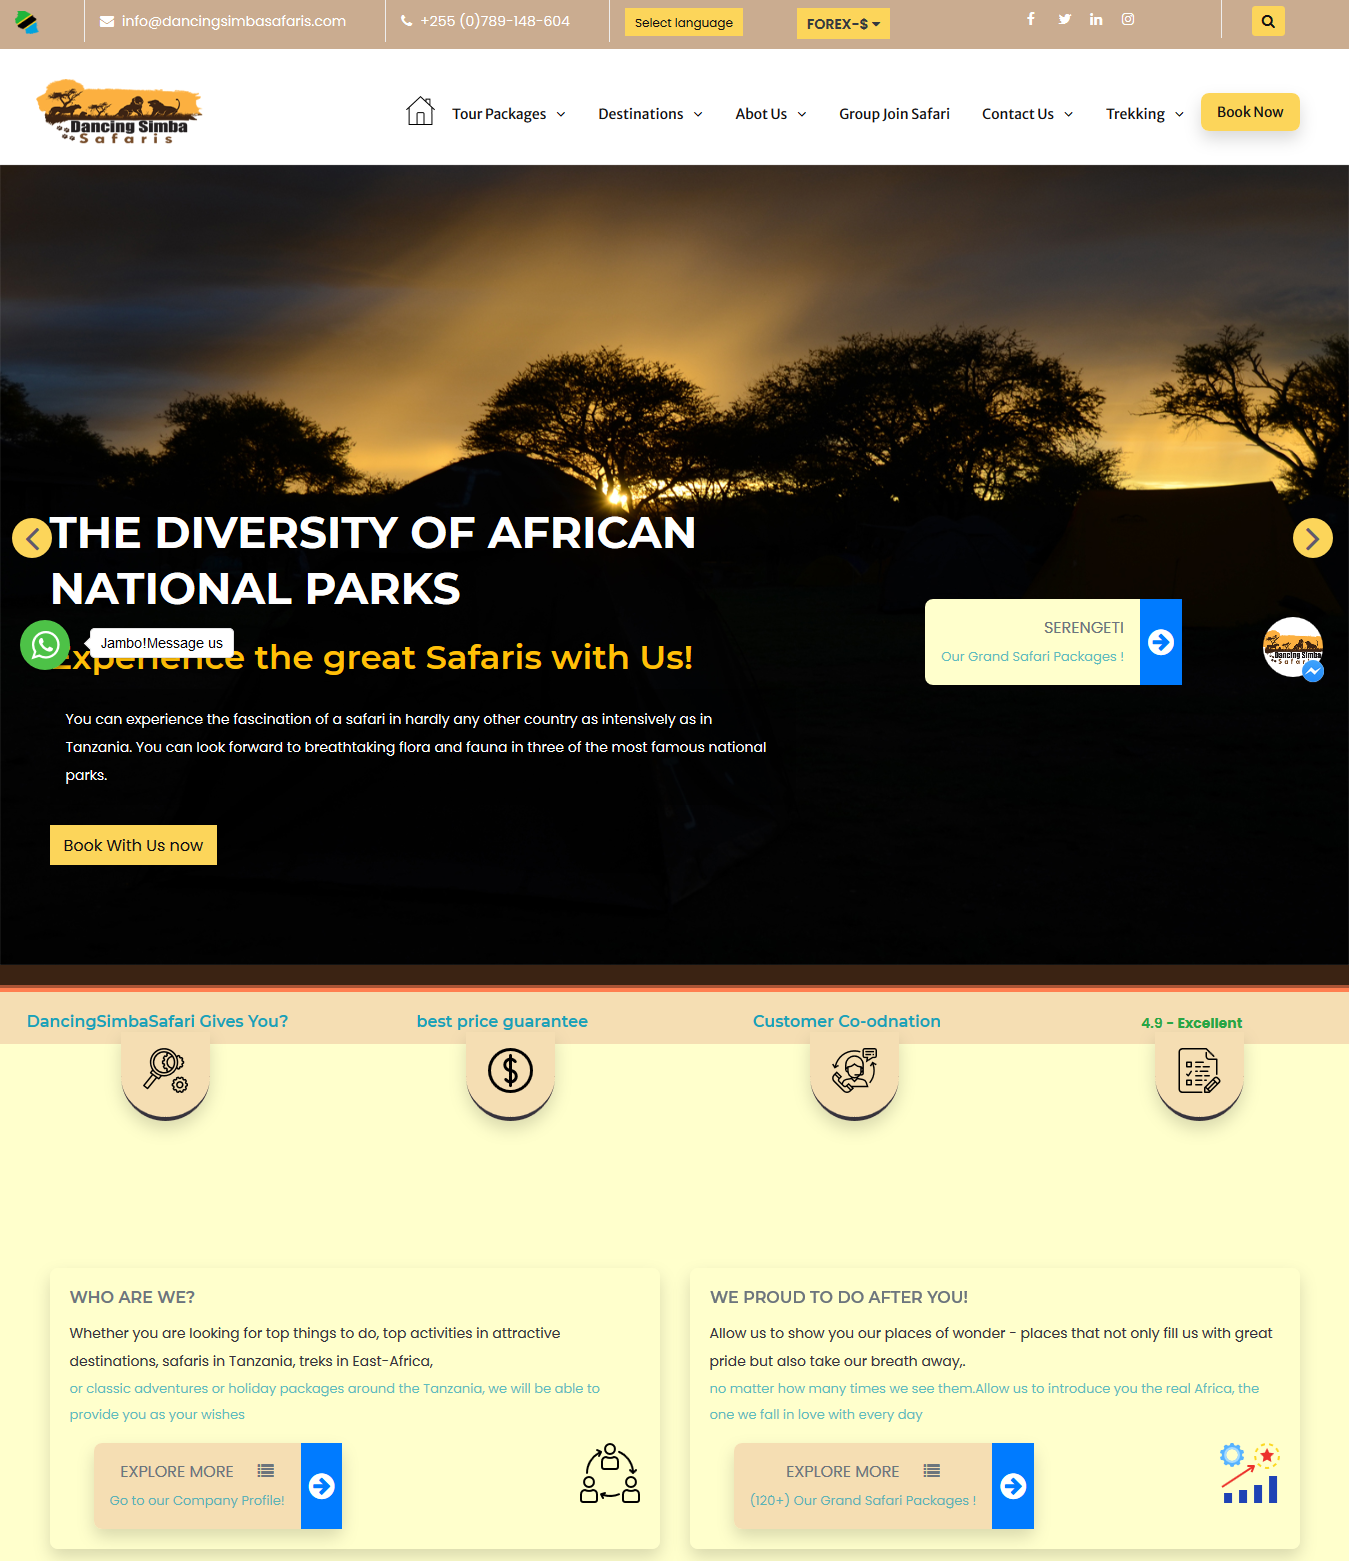 info@dancingsimbasafaris.com
+255 (0)789-148-604
Select language
FOREX-$
Dancing Simba
Safaris
Tour Packages
Destinations
Abot Us
Group Join Safari
Contact Us
Trekking
Book Now
THE DIVERSITY OF AFRICAN
NATIONAL PARKS
Jambo!Message us
Experience the great Safaris with Us!
SERENGETI
Our Grand Safari Packages !
Dancing Simba
Safaris
You can experience the fascination of a safari in hardly any other country as intensively as in
Tanzania. You can look forward to breathtaking flora and fauna in three of the most famous national
parks.
Book With Us now
DancingSimbaSafari Gives You?
best price guarantee
Customer Co-odnation
4.9 - Excellent
WHO ARE WE?
Whether you are looking for top things to do, top activities in attractive
destinations, safaris in Tanzania, treks in East-Africa,
or classic adventures or holiday packages around the Tanzania, we will be able to
provide you as your wishes
EXPLORE MORE
Go to our Company Profile!
WE PROUD TO DO AFTER YOU!
Allow us to show you our places of wonder - places that not only fill us with great
pride but also take our breath away,.
no matter how many times we see them.Allow us to introduce you the real Africa, the
one we fall in love with every day
EXPLORE MORE
(120+) Our Grand Safari Packages !